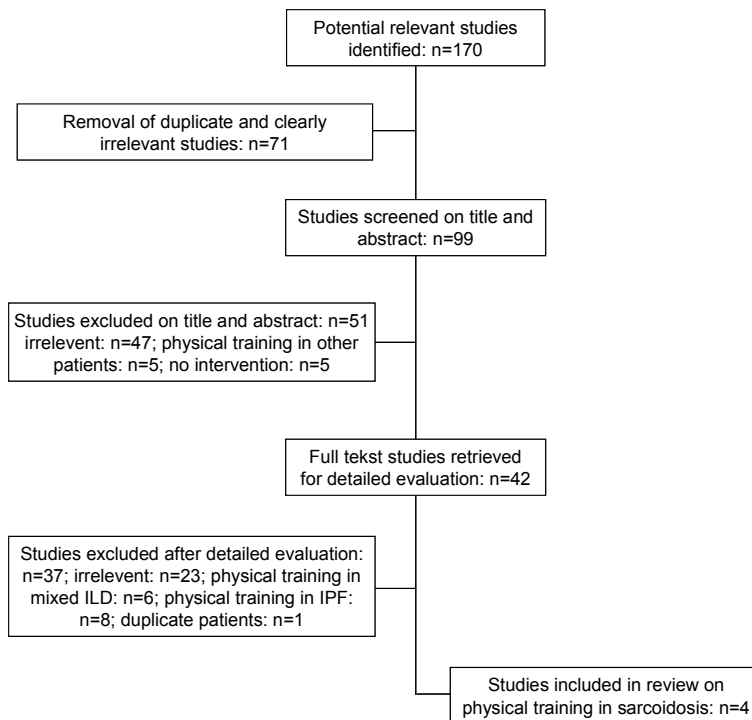 Potential relevant studies
identified: n=170
Removal of duplicate and clearly
irrelevant studies: n=71
Studies screened on title and
abstract: n=99
Studies excluded on title and abstract: n=51
irrelevent: n=47; physical training in other
patients: n=5; no intervention: n=5
Full tekst studies retrieved
for detailed evaluation: n=42
Studies excluded after detailed evaluation:
n=37; irrelevent: n=23; physical training in
mixed ILD: n=6; physical training in IPF:
n=8; duplicate patients: n=1
Studies included in review on
physical training in sarcoidosis: n=4